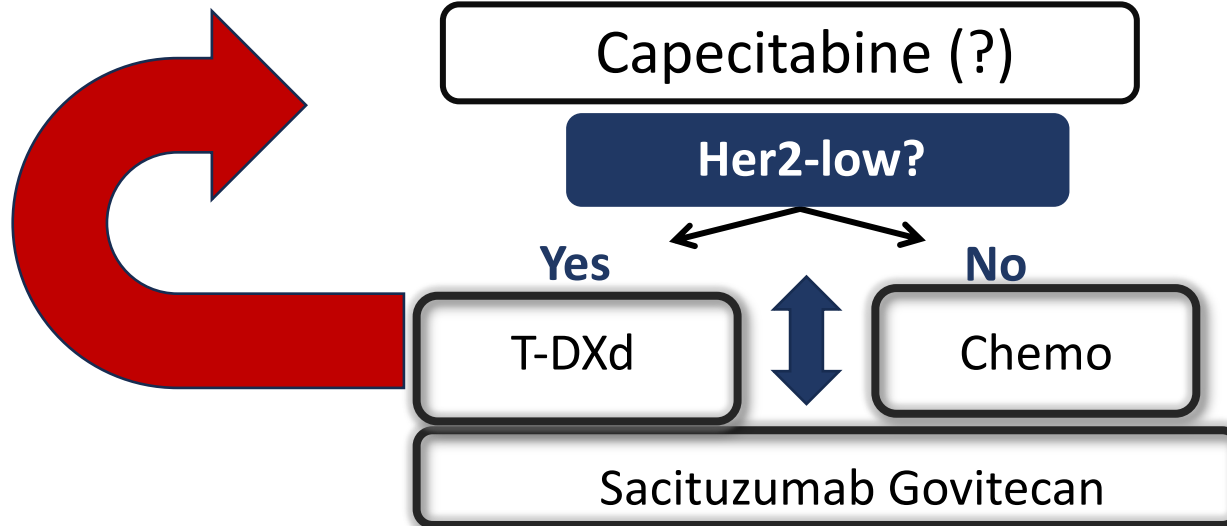 Capecitabine (?)
Her2-low?
Yes
No
T-DXd
Chemo
Sacituzumab Govitecan